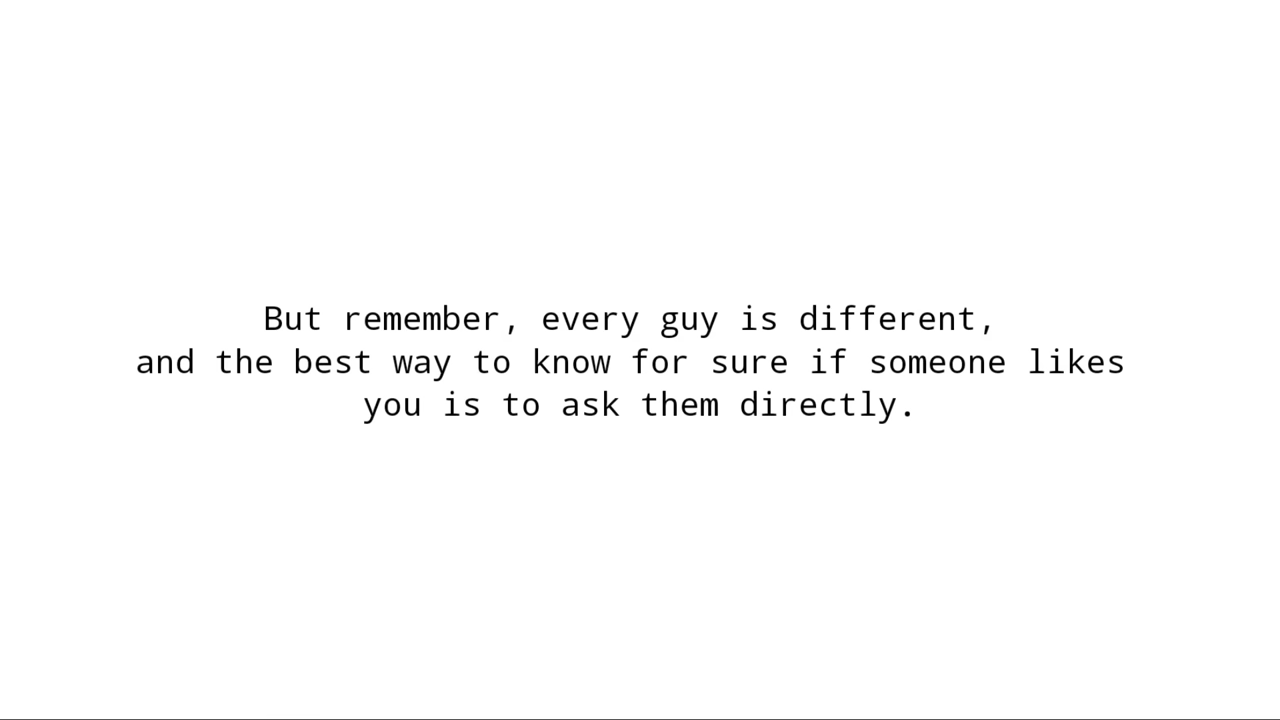 But remember, every guy is different,
and the best way to know for sure if someone likes
you is to ask them directly.